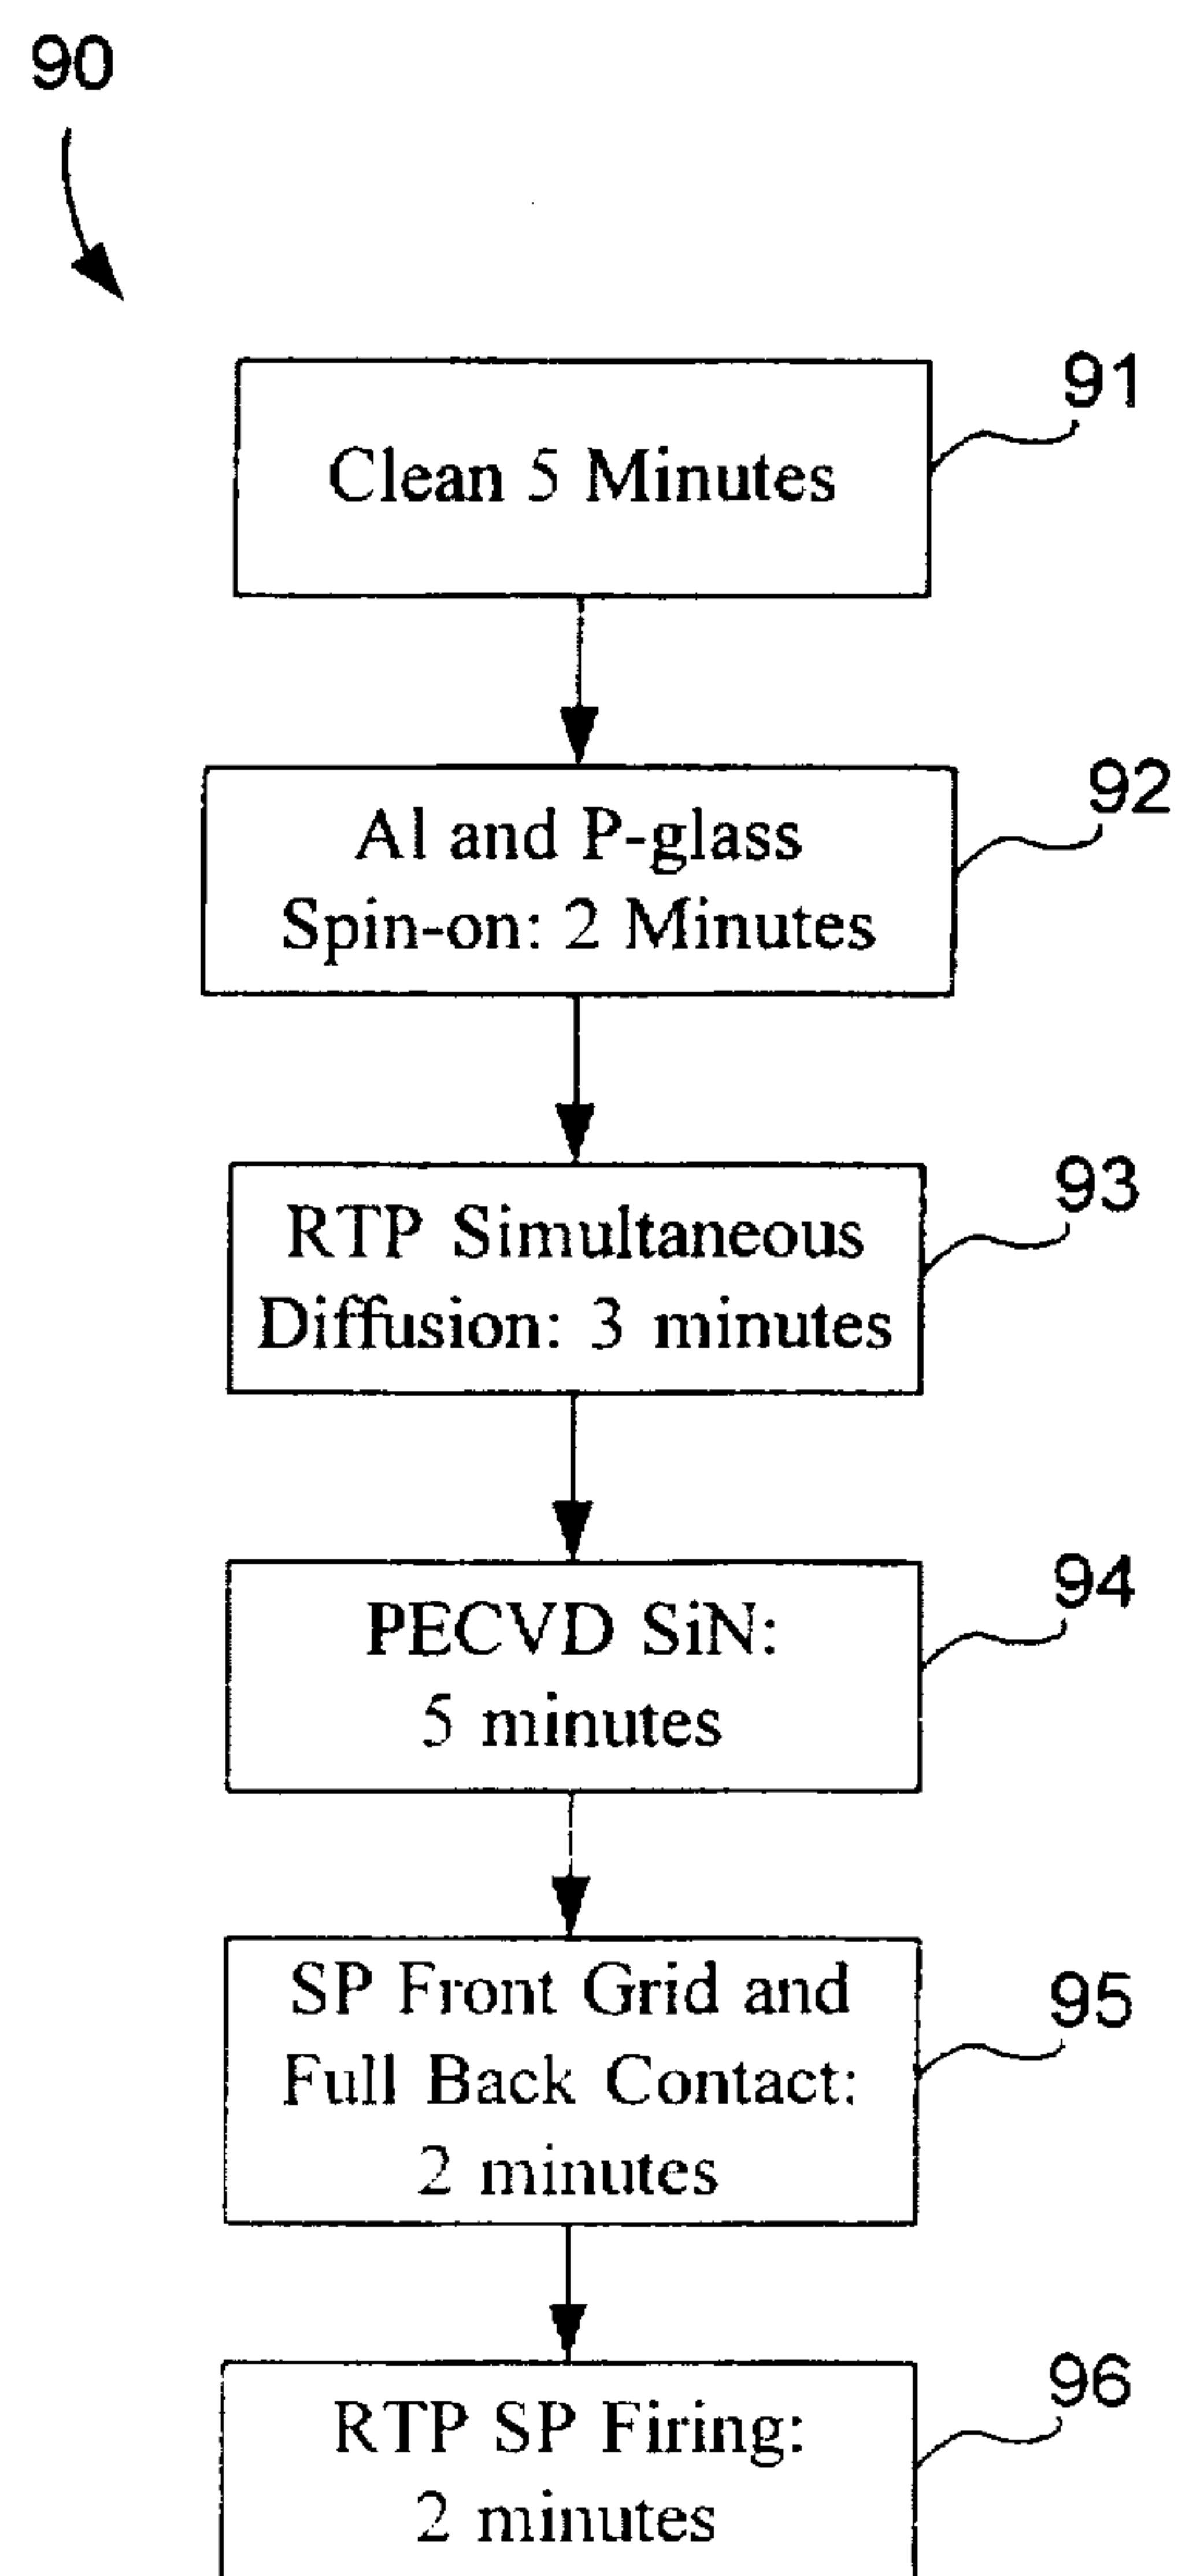 90
91
Clean 5 Minutes
92
Al and P-glass
Spin-on: 2 Minutes
93
RTP Simultaneous
Diffusion: 3 minutes
94
PECVD SiN:
5 minutes
95
SP Front Grid and
Full Back Contact:
2 minutes
96
RTP SP Firing:
2 minutes